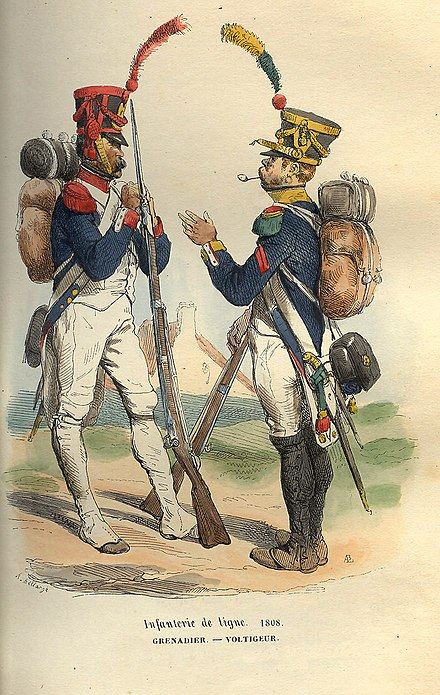 Infanterie de ligne. 1808.
GRENADIER. — VOLTIGEUR.